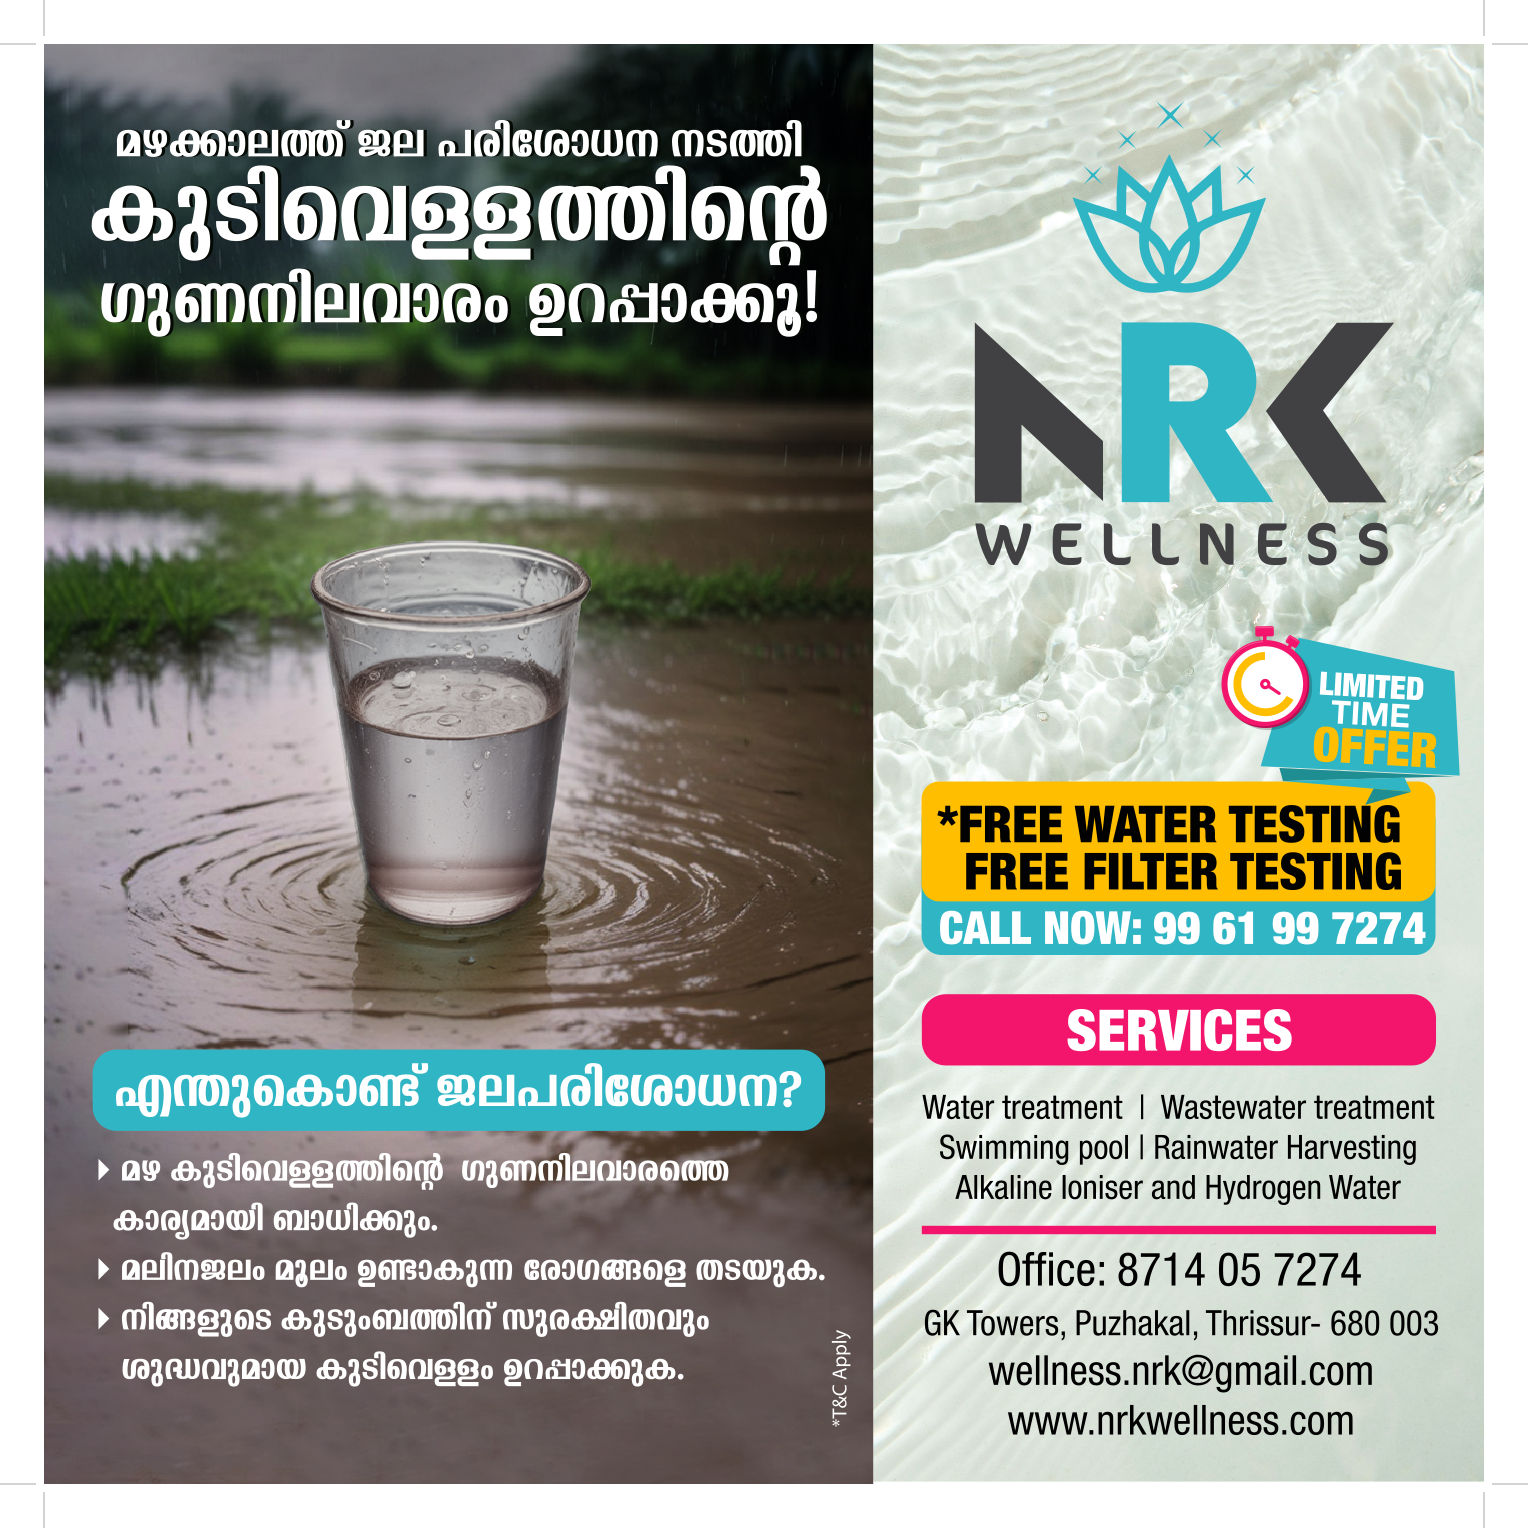 മഴക്കാലത്ത് ജല പരിശോധന നടത്തി
കുടിവെള്ളത്തിന്റെ
ഗുണനിലവാരം ഉറപ്പാക്കൂ!
എന്തുകൊണ്ട് ജലപരിശോധന?
മഴ കുടിവെള്ളത്തിന്റെ ഗുണനിലവാരത്തെ
കാര്യമായി ബാധിക്കും.
മലിനജലം മൂലം ഉണ്ടാകുന്ന രോഗങ്ങളെ തടയുക.
നിങ്ങളുടെ കുടുംബത്തിന് സുരക്ഷിതവും
ശുദ്ധവുമായ കുടിവെള്ളം ഉറപ്പാക്കുക.
*T&C Apply
NRK
WELLNESS
LIMITED
TIME
OFFER
*FREE WATER TESTING
FREE FILTER TESTING
CALL NOW: 99 61 99 7274
SERVICES
Water treatment | Wastewater treatment
Swimming pool | Rainwater Harvesting
Alkaline Ioniser and Hydrogen Water
Office: 8714 05 7274
GK Towers, Puzhakal, Thrissur- 680 003
wellness.nrk@gmail.com
www.nrkwellness.com